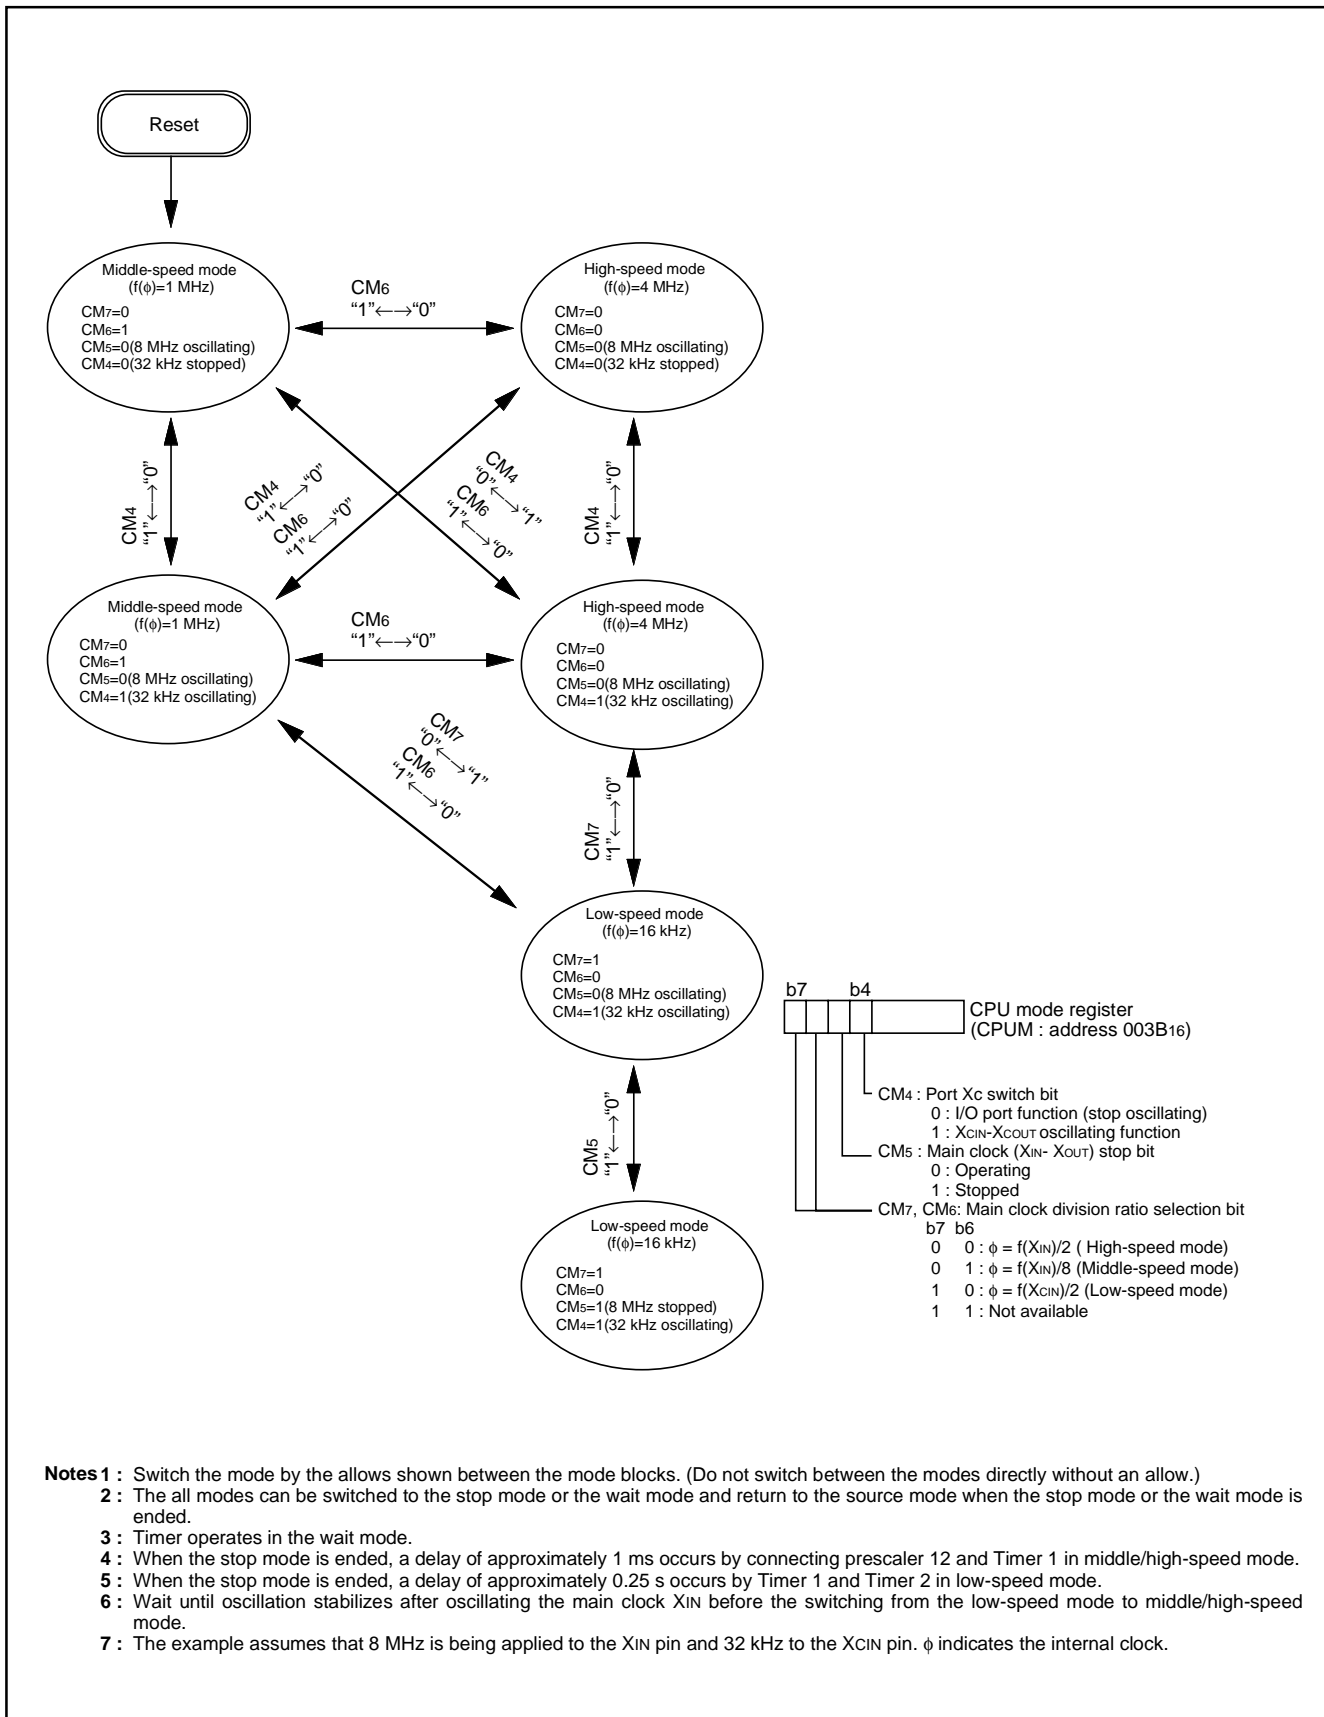 Reset
Middle-speed mode
(f(ϕ)=1 MHz)
CM7=0
CM6=1
CM5=0(8 MHz oscillating)
CM4=0(32 kHz stopped)
CM6
“1”←→“0”
High-speed mode
(f(ϕ)=4 MHz)
CM7=0
CM6=0
CM5=0(8 MHz oscillating)
CM4=0(32 kHz stopped)
CM4
“1”←→“0”
CM4
“1”←→“0”
CM6
“1”←→“0”
CM4
“0”←→“1”
CM6
“1”←→“0”
CM4
“1”←→“0”
Middle-speed mode
(f(ϕ)=1 MHz)
CM7=0
CM6=1
CM5=0(8 MHz oscillating)
CM4=1(32 kHz oscillating)
CM6
“1”←→“0”
High-speed mode
(f(ϕ)=4 MHz)
CM7=0
CM6=0
CM5=0(8 MHz oscillating)
CM4=1(32 kHz oscillating)
CM7
“0”←→“1”
CM6
“1”←→“0”
CM7
“1”←→“0”
Low-speed mode
(f(ϕ)=16 kHz)
CM7=1
CM6=0
CM5=0(8 MHz oscillating)
CM4=1(32 kHz oscillating)
CM5
“1”←→“0”
Low-speed mode
(f(ϕ)=16 kHz)
CM7=1
CM6=0
CM5=1(8 MHz stopped)
CM4=1(32 kHz oscillating)
b7 b4
CPU mode register
(CPUM : address 003B16)
CM4 : Port Xc switch bit
0 : I/O port function (stop oscillating)
1 : XCIN-XCOUT oscillating function
CM5 : Main clock (XIN- XOUT) stop bit
0 : Operating
1 : Stopped
CM7, CM6: Main clock division ratio selection bit
b7 b6
0 0 : ϕ = f(XIN)/2 ( High-speed mode)
0 1 : ϕ = f(XIN)/8 (Middle-speed mode)
1 0 : ϕ = f(XCIN)/2 (Low-speed mode)
1 1 : Not available
Notes 1 : Switch the mode by the allows shown between the mode blocks. (Do not switch between the modes directly without an allow.)
2 : The all modes can be switched to the stop mode or the wait mode and return to the source mode when the stop mode or the wait mode is
ended.
3 : Timer operates in the wait mode.
4 : When the stop mode is ended, a delay of approximately 1 ms occurs by connecting prescaler 12 and Timer 1 in middle/high-speed mode.
5 : When the stop mode is ended, a delay of approximately 0.25 s occurs by Timer 1 and Timer 2 in low-speed mode.
6 : Wait until oscillation stabilizes after oscillating the main clock XIN before the switching from the low-speed mode to middle/high-speed
mode.
7 : The example assumes that 8 MHz is being applied to the XIN pin and 32 kHz to the XCIN pin. ϕ indicates the internal clock.